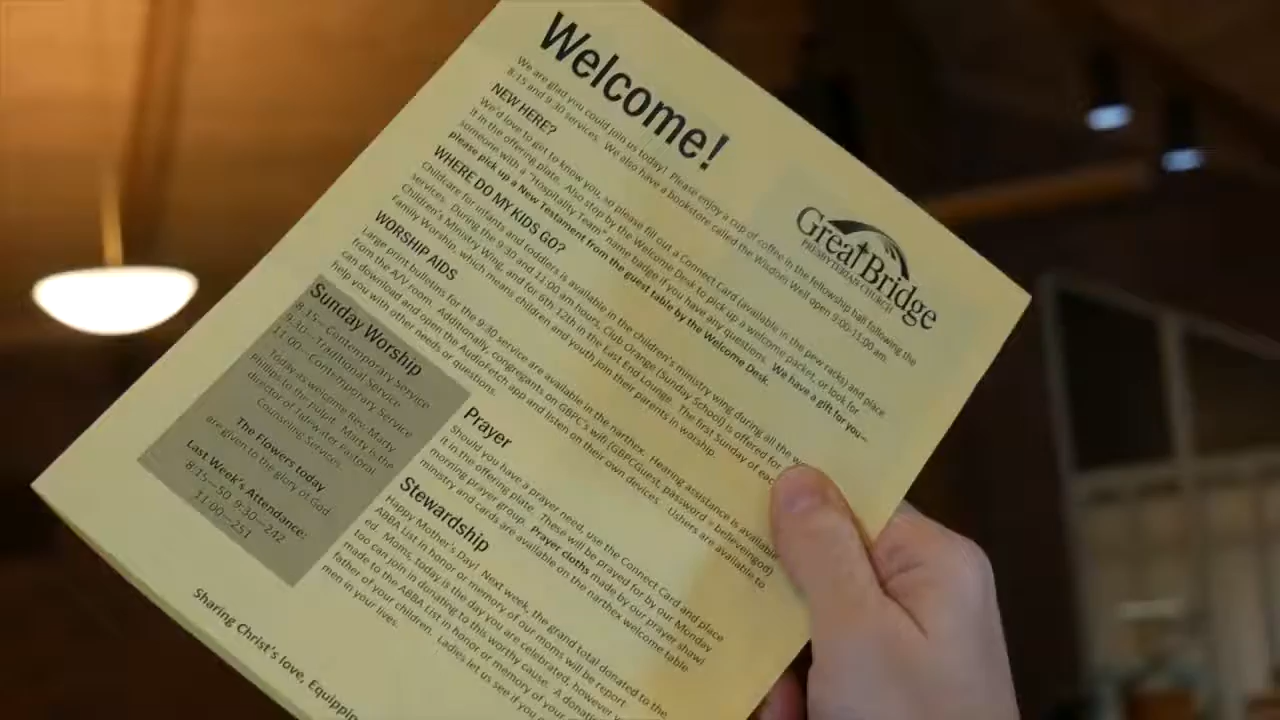 Welcome!
Great Bridge
PRESBYTERIAN CHURCH
We are glad you could join us today! Please enjoy a cup of coffee in the fellowship hall following the
8:15 and 9:30 services. We also have a bookstore called the Wisdom Well open 9:00-11:00 am.
NEW HERE?
We'd love to get to know you, so please fill out a Connect Card (available in the pew racks) and place
it in the offering plate. Also stop by the Welcome Desk to pick up a welcome packet, or look for
someone with a "Hospitality Team" name badge if you have any questions. We have a gift for you—
please pick up a New Testament from the guest table by the Welcome Desk.
WHERE DO MY KIDS GO?
Childcare for infants and toddlers is available in the children's ministry wing during all the
services. During the 9:30 and 11:00 am hours, Club Orange (Sunday School) is offered for
Children's Ministry Wing, and for 6th-12th in the East End Lounge. The first Sunday of
Family Worship, which means children and youth join their parents in worship.
WORSHIP AIDS
Large print bulletins for the 9:30 service are available in the narthex. Hearing assistance is available
from the A/V room. Additionally, congregants on GBPC's wifi (GBPCGuest, password = believeingod)
can download and open the AudioFetch app and listen on their own devices. Ushers are available to
help you with other needs or questions.
Sunday Worship
8:15—Contemporary Service
9:30—Traditional Service
11:00—Contemporary Service
Today we welcome Rev. Marty
Phillips to the pulpit. Marty is the
director of Tidewater Pastoral
Counseling Services.
The Flowers today
are given to the glory of God
Last Week's Attendance:
8:15—50 9:30—242
11:00—251
Prayer
Should you have a prayer need, use the Connect Card and place
it in the offering plate. These will be prayed for by our Monday
morning prayer group. Prayer cloths made by our prayer shawl
ministry and cards are available on the narthex welcome table.
Stewardship
Happy Mother's Day! Next week, the grand total donated to the
ABBA List in honor or memory of our moms will be report
ed. Moms, today is the day you are celebrated, however
too can join in donating to this worthy cause. A donation
made to the ABBA List in honor or memory of your
father of your children. Ladies let us see if you
men in your lives.
Sharing Christ's love,